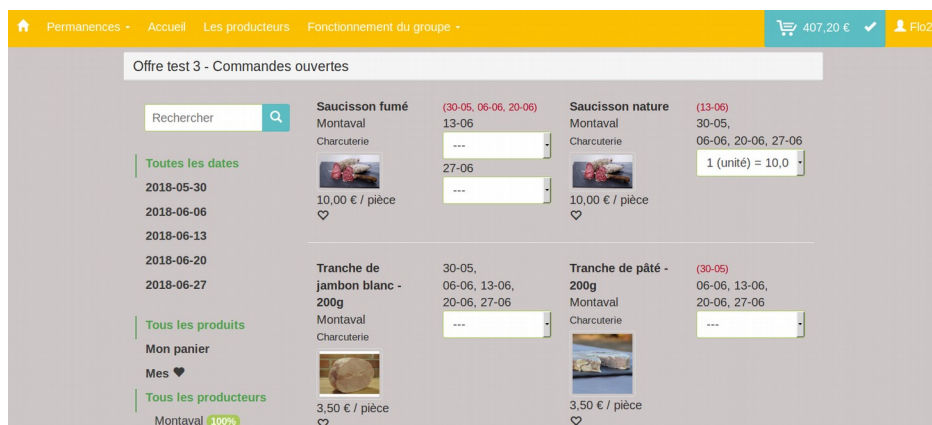 Permanences Accueil Les producteurs Fonctionnement du groupe 407,20 € Flo2
Offre test 3 - Commandes ouvertes
Rechercher
Toutes les dates
2018-05-30
2018-06-06
2018-06-13
2018-06-20
2018-06-27
Tous les produits
Mon panier
Mes
Tous les producteurs
Montaval 100%
Saucisson fumé
Montaval
Charcuterie
10,00 € / pièce
(30-05, 06-06, 20-06)
13-06
---
27-06
---
Saucisson nature
Montaval
Charcuterie
10,00 € / pièce
(13-06)
30-05,
06-06, 20-06, 27-06
1 (unité) = 10,0
Tranche de
jambon blanc -
200g
Montaval
Charcuterie
3,50 € / pièce
30-05,
06-06, 13-06,
20-06, 27-06
---
Tranche de pâté -
200g
Montaval
Charcuterie
3,50 € / pièce
(30-05)
06-06, 13-06,
20-06, 27-06
---